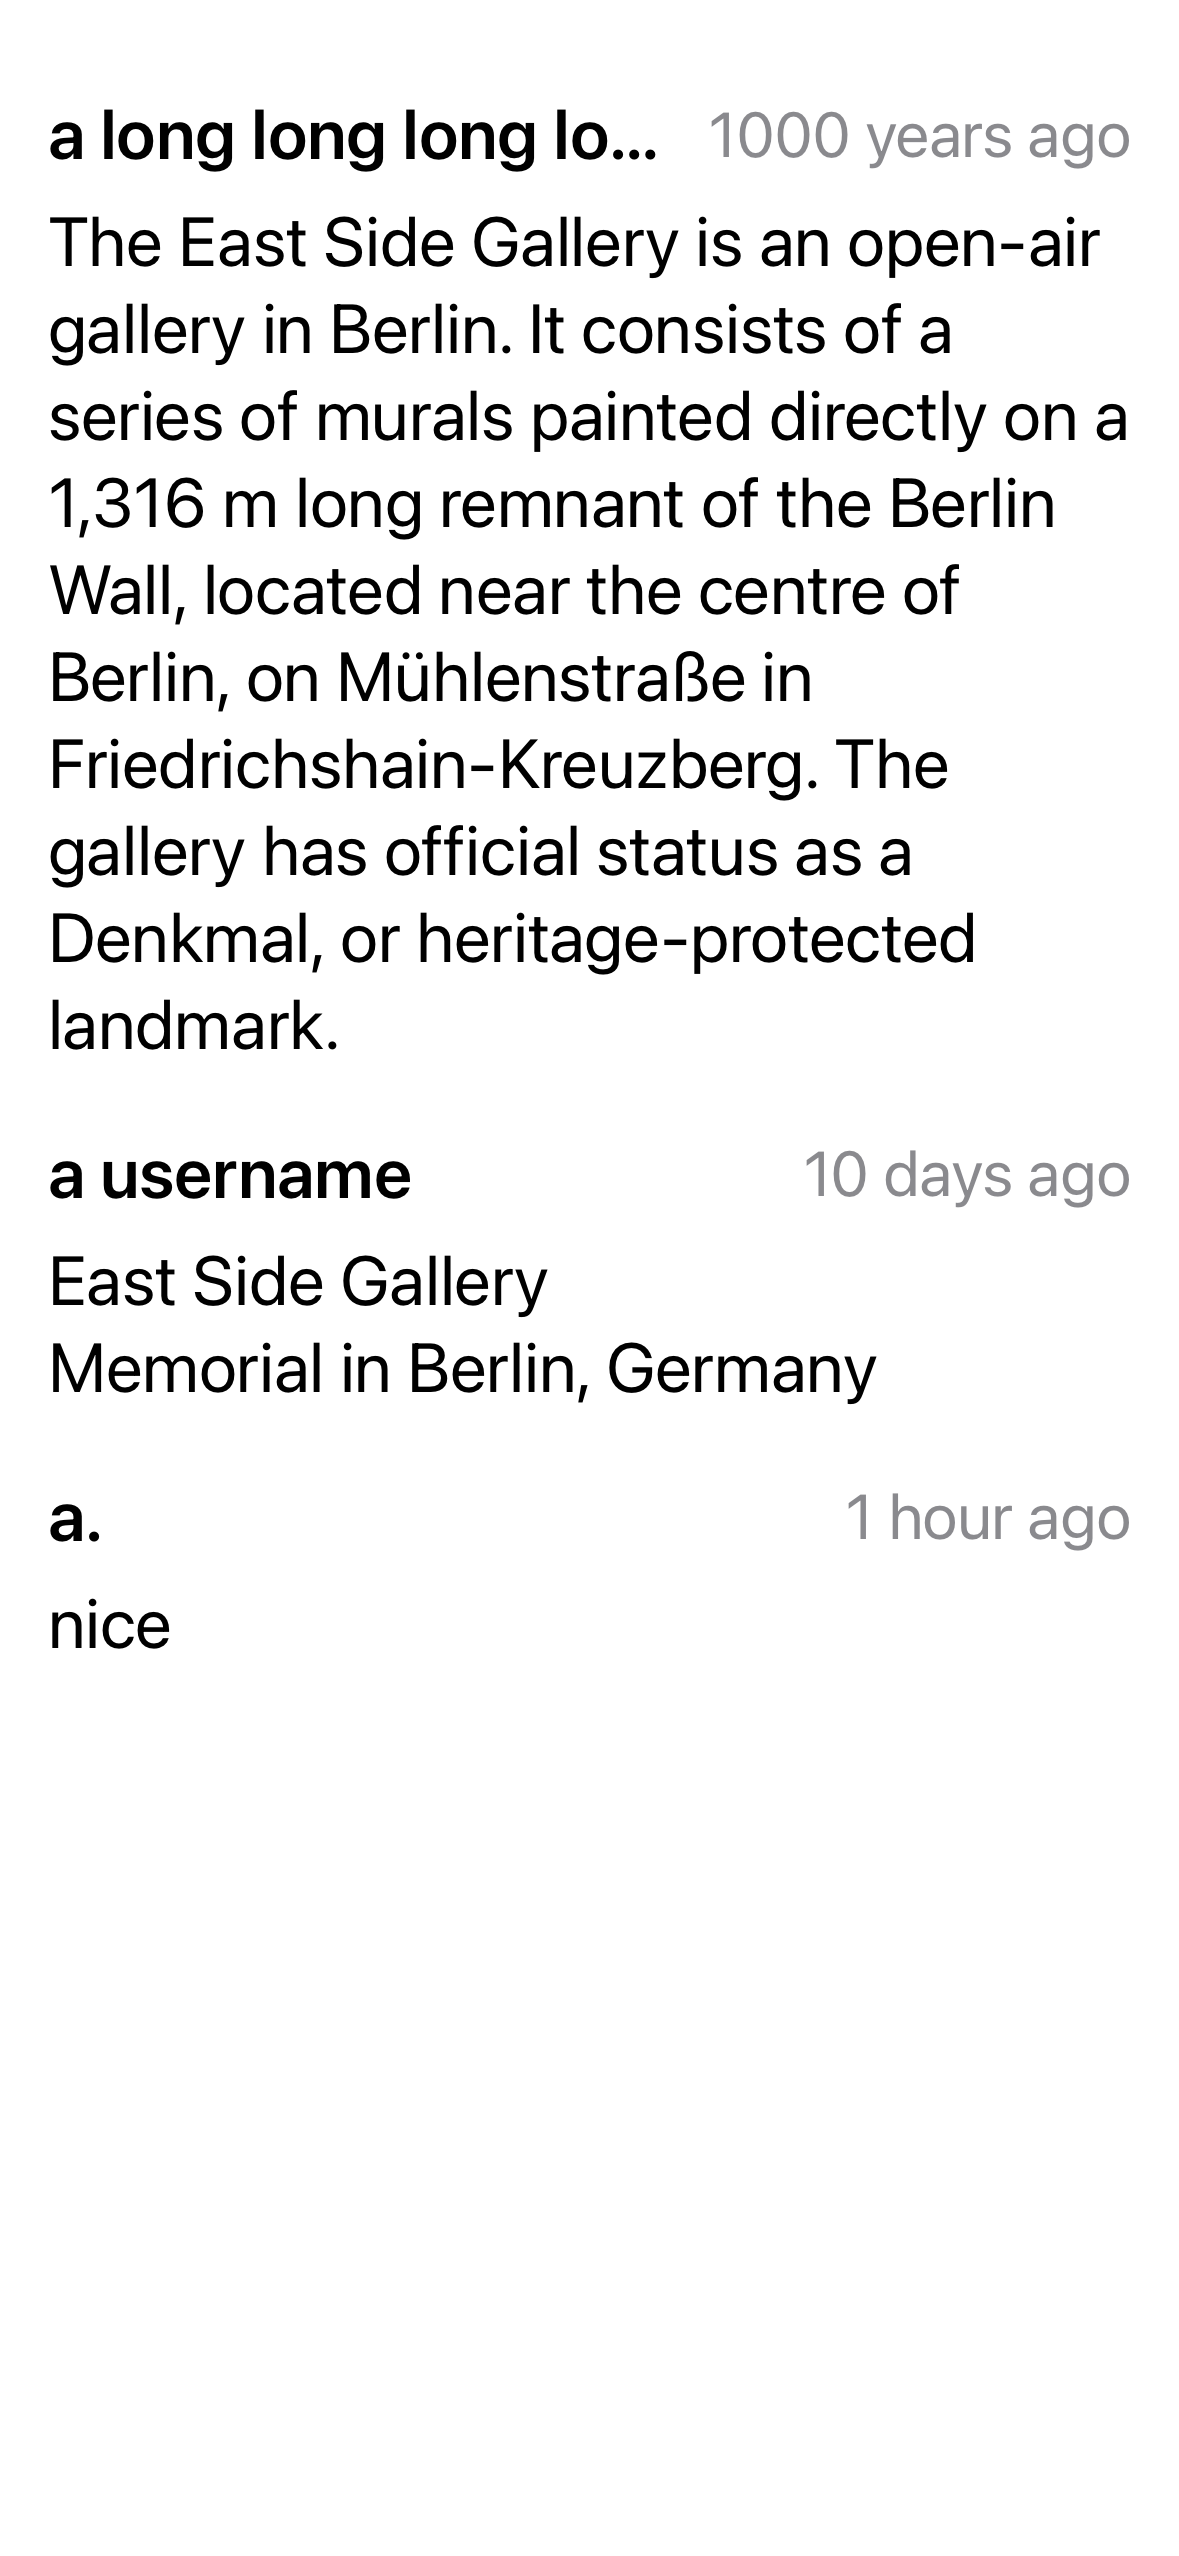 a long long long lo... 1000 years ago
The East Side Gallery is an open-air
gallery in Berlin. It consists of a
series of murals painted directly on a
1,316 m long remnant of the Berlin
Wall, located near the centre of
Berlin, on Mühlenstraße in
Friedrichshain-Kreuzberg. The
gallery has official status as a
Denkmal, or heritage-protected
landmark.
a username 10 days ago
East Side Gallery
Memorial in Berlin, Germany
a. 1 hour ago
nice